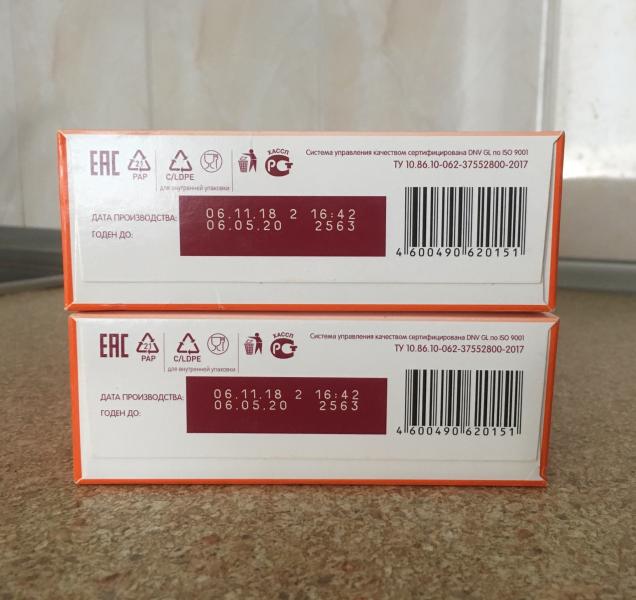 EAC
21
PAP
C/LDPE
для внутренней упаковки
ХАССП
РСТ
Система управления качеством сертифицирована DNV GL по ISO 9001
ТУ 10.86.10-062-37552800-2017
ДАТА ПРОИЗВОДСТВА:
ГОДЕН ДО:
06.11.18 2 16:42
06.05.20 2563
4 600490 620151
EAC
21
PAP
C/LDPE
для внутренней упаковки
ХАССП
РСТ
Система управления качеством сертифицирована DNV GL по ISO 9001
ТУ 10.86.10-062-37552800-2017
ДАТА ПРОИЗВОДСТВА:
ГОДЕН ДО:
06.11.18 2 16:42
06.05.20 2563
4 600490 620151